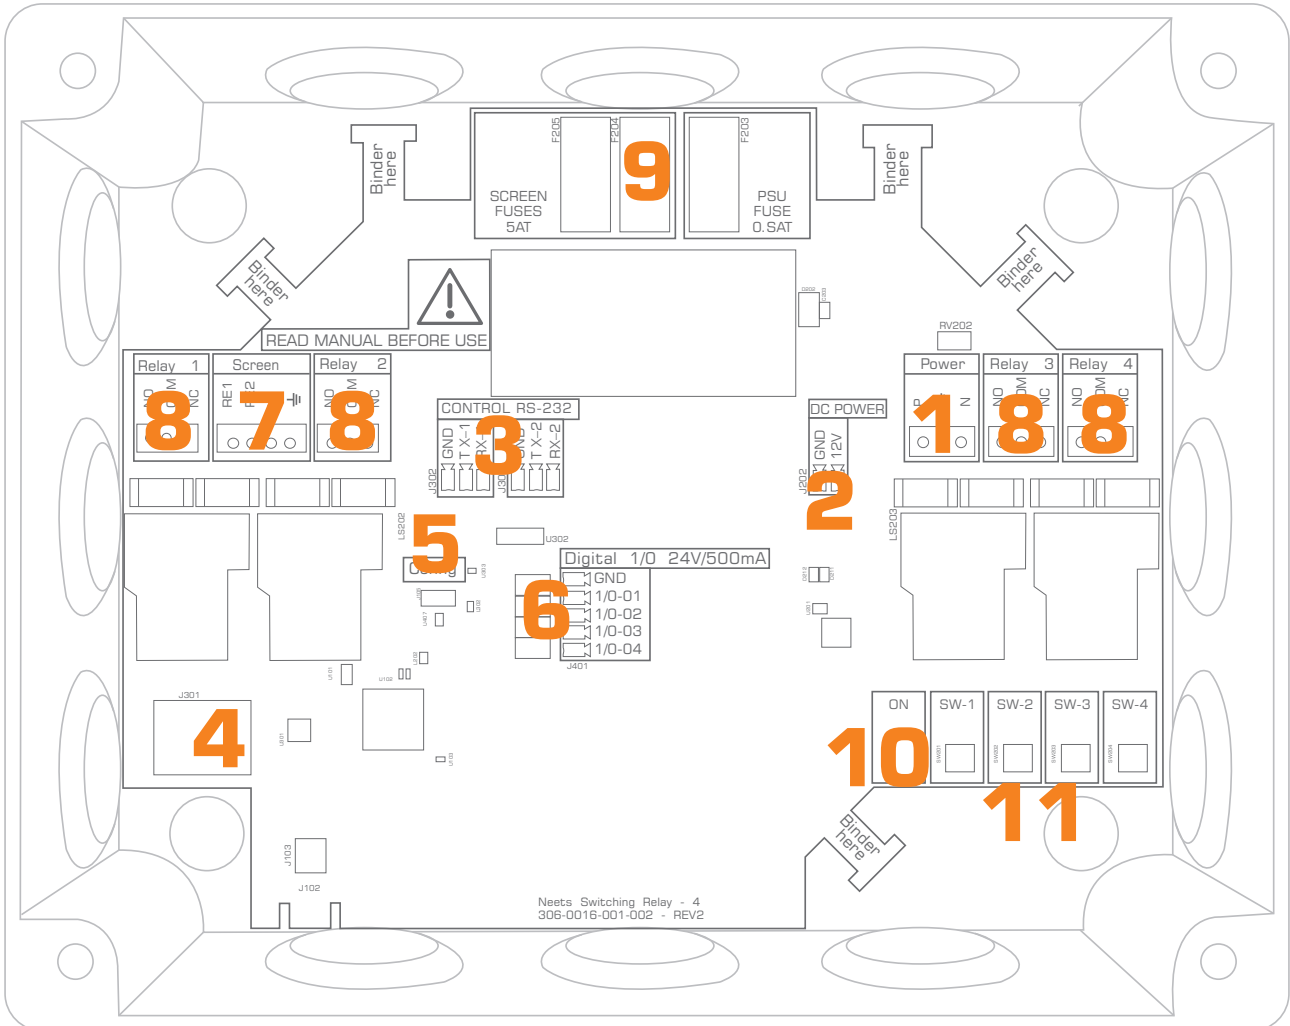 F205
F204
F203
9
SCREEN
FUSES
5AT
PSU
FUSE
0.SAT
Binder
here
Binder
here
Binder
here
Binder
here
READ MANUAL BEFORE USE
RV202
Relay 1
NO
NC
8
Screen
RE1
7
Relay 2
NO
NC
8
Power
P
N
1
Relay 3
NO
NC
8
Relay 4
NO
NC
8
CONTROL RS-232
GND
TX-1
3
TX-2
RX-2
J302
DC POWER
GND
12V
J202
2
LS202
LS203
5
U302
Digital 1/0 24V/500mA
GND
1/0-01
1/0-02
1/0-03
1/0-04
6
J401
J301
4
ON
SW-1
SW-2
SW-3
SW-4
10
11
Binder
here
J103
J102
Neets Switching Relay - 4
306-0016-001-002 - REV2